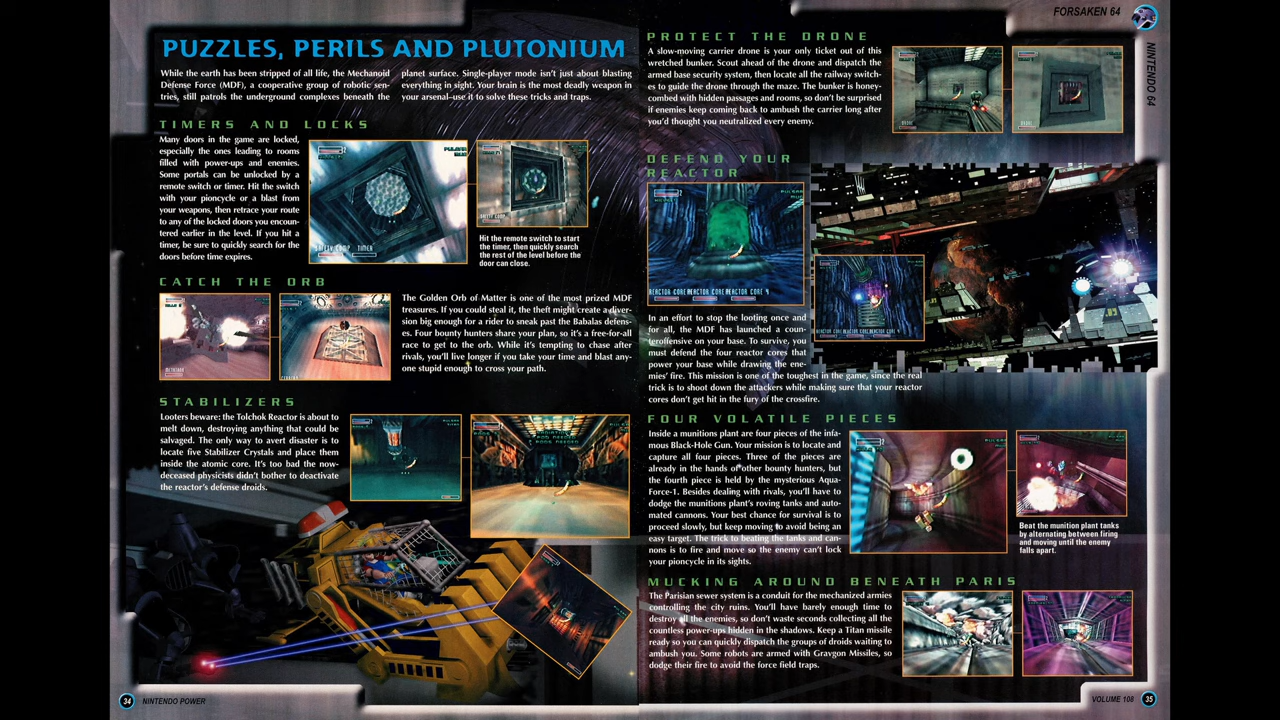 PUZZLES, PERILS AND PLUTONIUM
While the earth has been stripped of all life, the Mechanoid
Defense Force (MDF), a cooperative group of robotic sen-
tries, still patrols the underground complexes beneath the
planet surface. Single-player mode isn't just about blasting
everything in sight. Your brain is the most deadly weapon in
your arsenal–use it to solve these tricks and traps.
TIMERS AND LOCKS
Many doors in the game are locked,
especially the ones leading to rooms
filled with power-ups and enemies.
Some portals can be unlocked by a
remote switch or timer. Hit the switch
with your pioncycle or a blast from
your weapons, then retrace your route
to any of the locked doors you encoun-
tered earlier in the level. If you hit a
timer, be sure to quickly search for the
doors before time expires.
Hit the remote switch to start
the timer, then quickly search
the rest of the level before the
door can close.
CATCH THE ORB
The Golden Orb of Matter is one of the most prized MDF
treasures. If you could steal it, the theft might create a diver-
sion big enough for a rider to sneak past the Babalas defens-
es. Four bounty hunters share your plan, so it's a free-for-all
race to get to the orb. While it's tempting to chase after
rivals, you'll live longer if you take your time and blast any-
one stupid enough to cross your path.
STABILIZERS
Looters beware: the Tolchok Reactor is about to
melt down, destroying anything that could be
salvaged. The only way to avert disaster is to
locate five Stabilizer Crystals and place them
inside the atomic core. It's too bad the now-
deceased physicists didn't bother to deactivate
the reactor's defense droids.
34 NINTENDO POWER
FORSAKEN 64
NINTENDO 64
PROTECT THE DRONE
A slow-moving carrier drone is your only ticket out of this
wretched bunker. Scout ahead of the drone and dispatch the
armed base security system, then locate all the railway switch-
es to guide the drone through the maze. The bunker is honey-
combed with hidden passages and rooms, so don't be surprised
if enemies keep coming back to ambush the carrier long after
you'd thought you neutralized every enemy.
DEFEND YOUR
REACTOR
REACTOR CORE REACTOR CORE REACTOR CORE 4
In an effort to stop the looting once and
for all, the MDF has launched a coun-
teroffensive on your base. To survive, you
must defend the four reactor cores that
power your base while drawing the ene-
mies' fire. This mission is one of the toughest in the game, since the real
trick is to shoot down the attackers while making sure that your reactor
cores don't get hit in the fury of the crossfire.
FOUR VOLATILE PIECES
Inside a munitions plant are four pieces of the infa-
mous Black-Hole Gun. Your mission is to locate and
capture all four pieces. Three of the pieces are
already in the hands of other bounty hunters, but
the fourth piece is held by the mysterious Aqua-
Force-1. Besides dealing with rivals, you'll have to
dodge the munitions plant's roving tanks and auto-
mated cannons. Your best chance for survival is to
proceed slowly, but keep moving to avoid being an
easy target. The trick to beating the tanks and can-
nons is to fire and move so the enemy can't lock
your pioncycle in its sights.
Beat the munition plant tanks
by alternating between firing
and moving until the enemy
falls apart.
MUCKING AROUND BENEATH PARIS
The Parisian sewer system is a conduit for the mechanized armies
controlling the city ruins. You'll have barely enough time to
destroy all the enemies, so don't waste seconds collecting all the
countless power-ups hidden in the shadows. Keep a Titan missile
ready so you can quickly dispatch the groups of droids waiting to
ambush you. Some robots are armed with Gravgon Missiles, so
dodge their fire to avoid the force field traps.
VOLUME 108 35